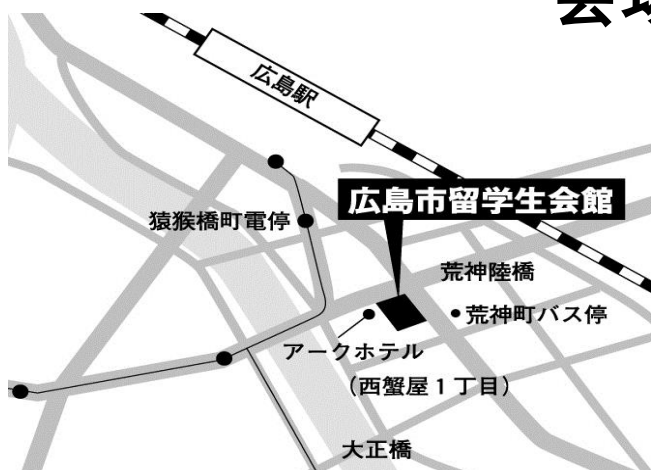 会場
広島駅
広島市留学生会館
猿猴橋町電停
荒神陸橋
荒神町バス停
アークホテル
(西蟹屋1丁目)
大正橋